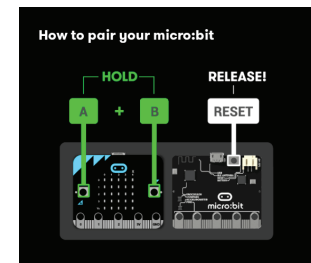 How to pair your micro:bit
HOLD
RELEASE!
A + B
RESET
micro:bit